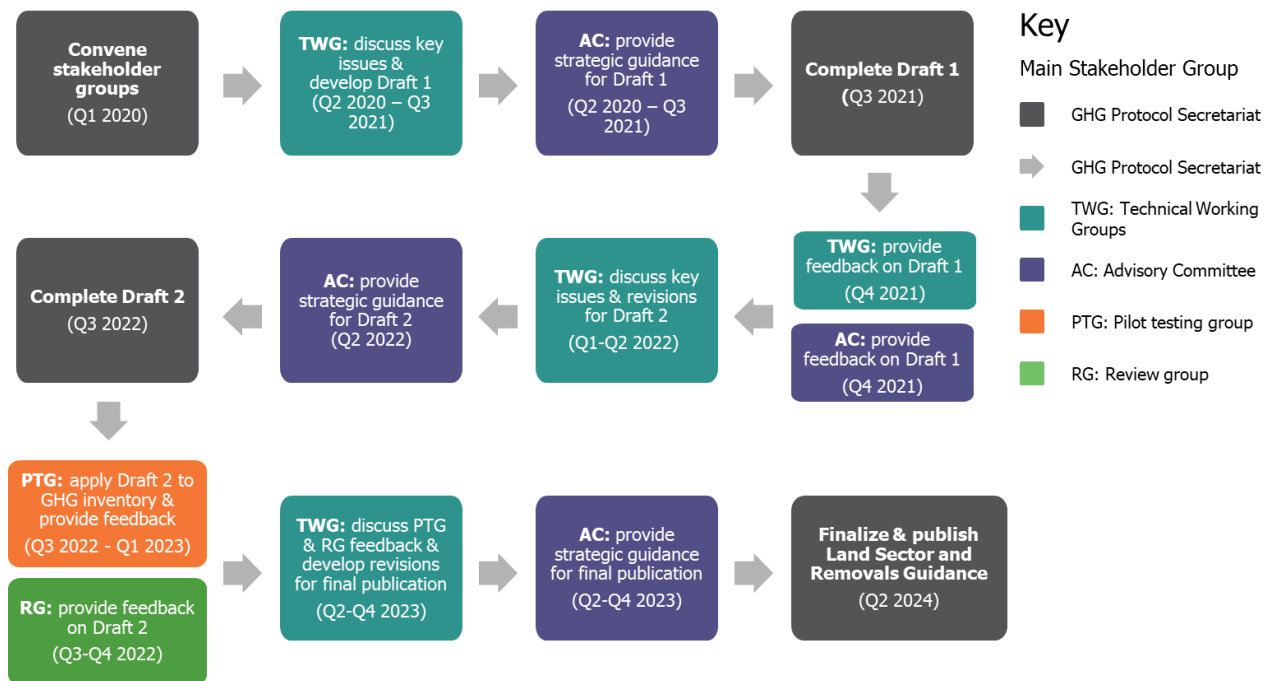 Convene
stakeholder
groups
(Q1 2020)
TWG: discuss key
issues &
develop Draft 1
(Q2 2020 – Q3
2021)
AC: provide
strategic guidance
for Draft 1
(Q2 2020 – Q3
2021)
Complete Draft 1
(Q3 2021)
TWG: provide
feedback on Draft 1
(Q4 2021)
AC: provide
feedback on Draft 1
(Q4 2021)
TWG: discuss key
issues & revisions
for Draft 2
(Q1-Q2 2022)
AC: provide
strategic guidance
for Draft 2
(Q2 2022)
Complete Draft 2
(Q3 2022)
PTG: apply Draft 2 to
GHG inventory &
provide feedback
(Q3 2022 - Q1 2023)
RG: provide feedback
on Draft 2
(Q3-Q4 2022)
TWG: discuss PTG
& RG feedback &
develop revisions
for final publication
(Q2-Q4 2023)
AC: provide
strategic guidance
for final publication
(Q2-Q4 2023)
Finalize & publish
Land Sector and
Removals Guidance
(Q2 2024)
Key
Main Stakeholder Group
GHG Protocol Secretariat
GHG Protocol Secretariat
TWG: Technical Working
Groups
AC: Advisory Committee
PTG: Pilot testing group
RG: Review group